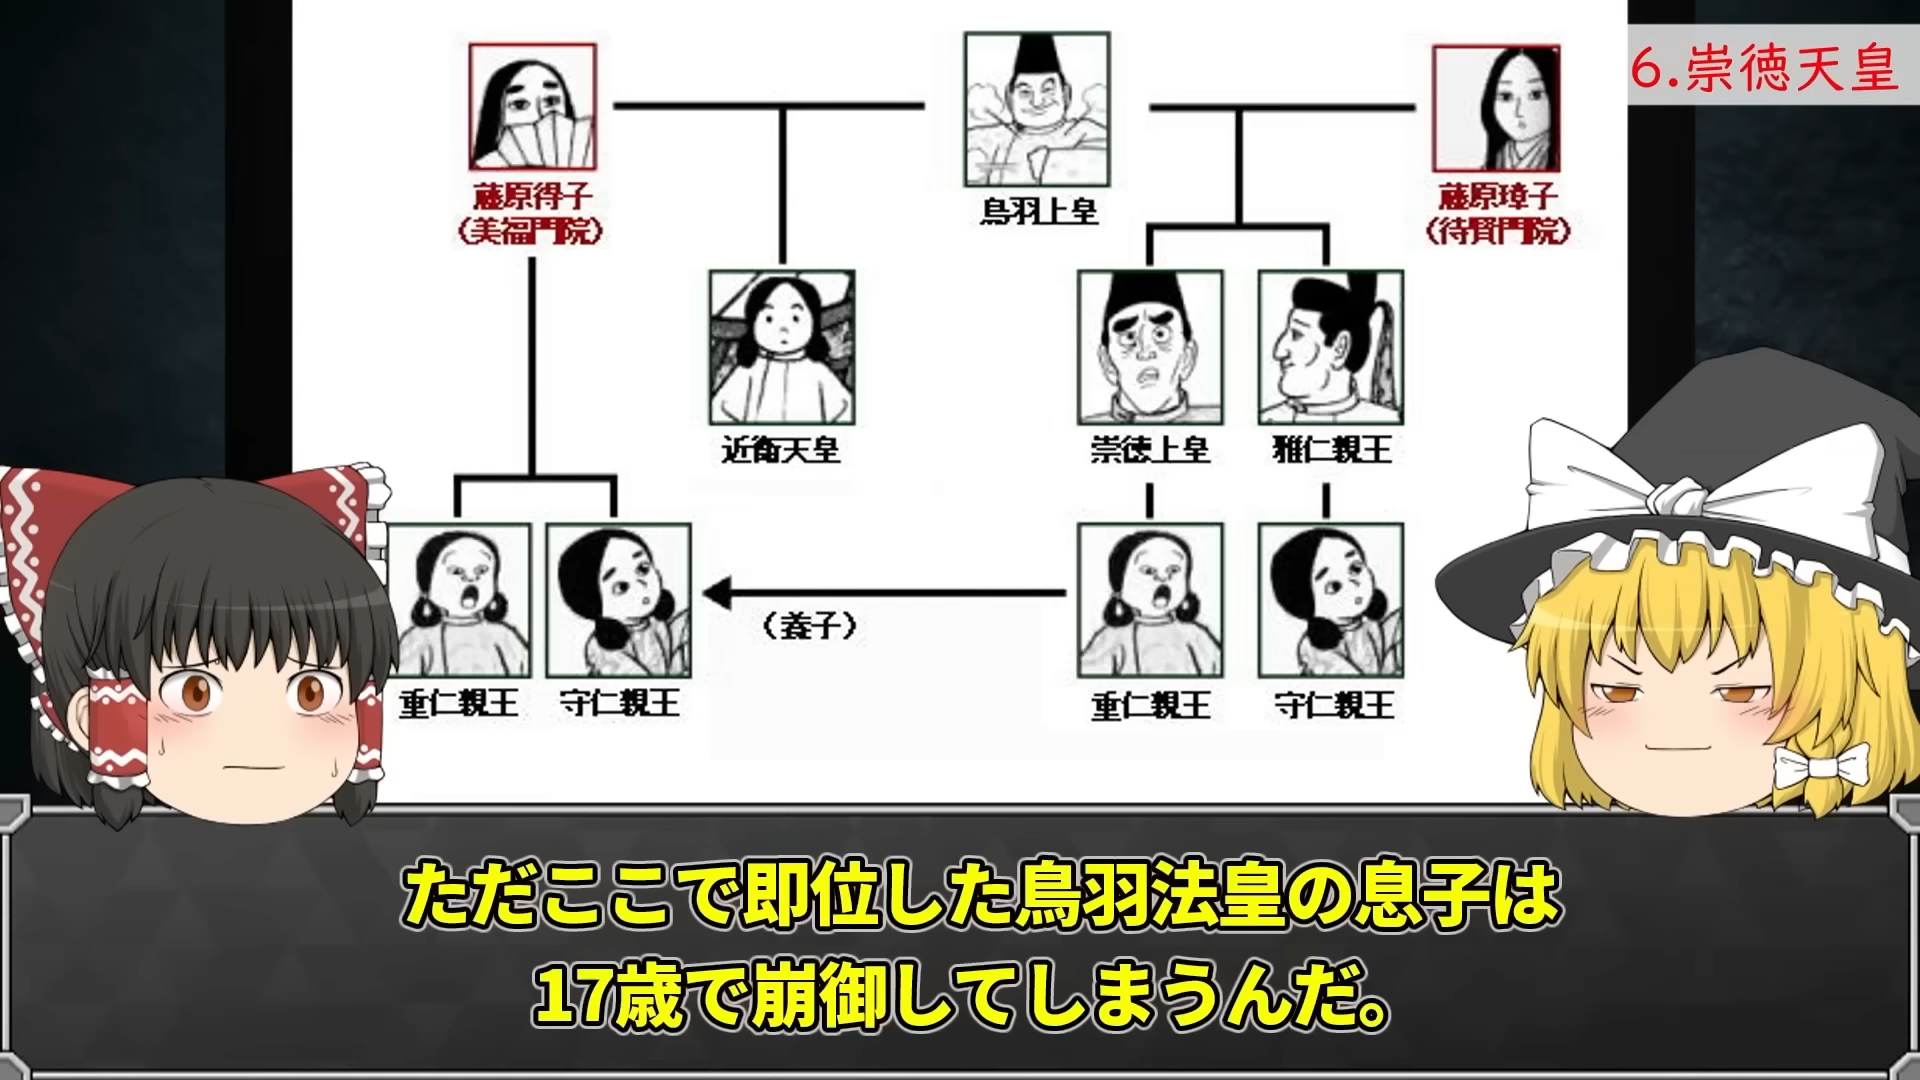 6.崇徳天皇
藤原得子
(美福門院)
鳥羽上皇
藤原璋子
(待賢門院)
近衛天皇
崇徳上皇
雅仁親王
重仁親王
守仁親王
(養子)
重仁親王
守仁親王
ただここで即位した鳥羽法皇の息子は
17歳で崩御してしまうんだ。